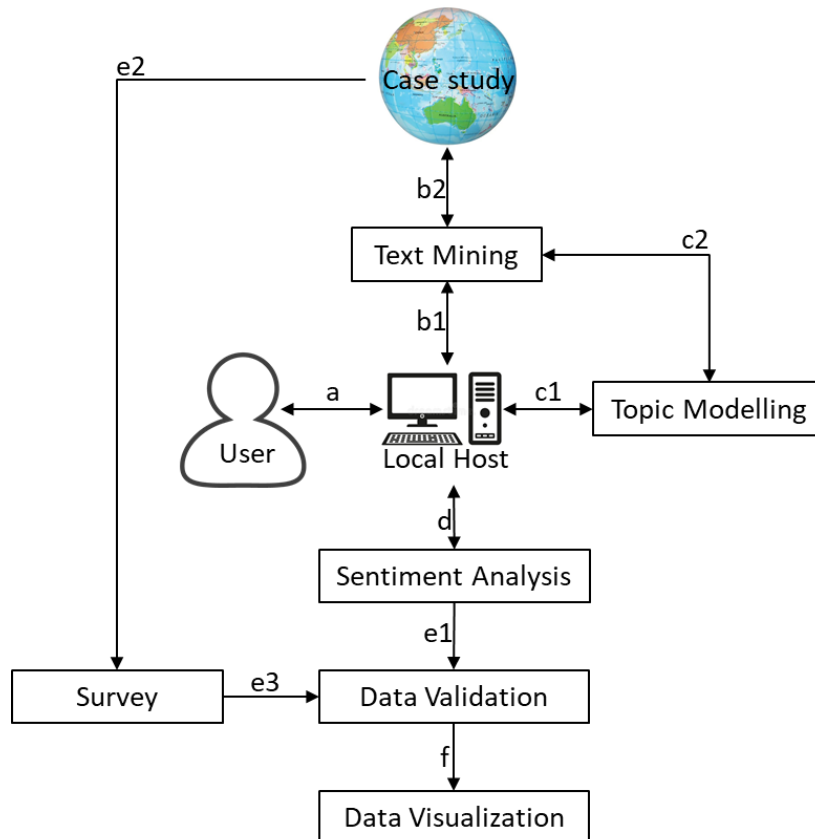 e2
Case study
b2
Text Mining
c2
b1
a
c1
Topic Modelling
User
Local Host
d
Sentiment Analysis
e1
Survey
e3
Data Validation
f
Data Visualization